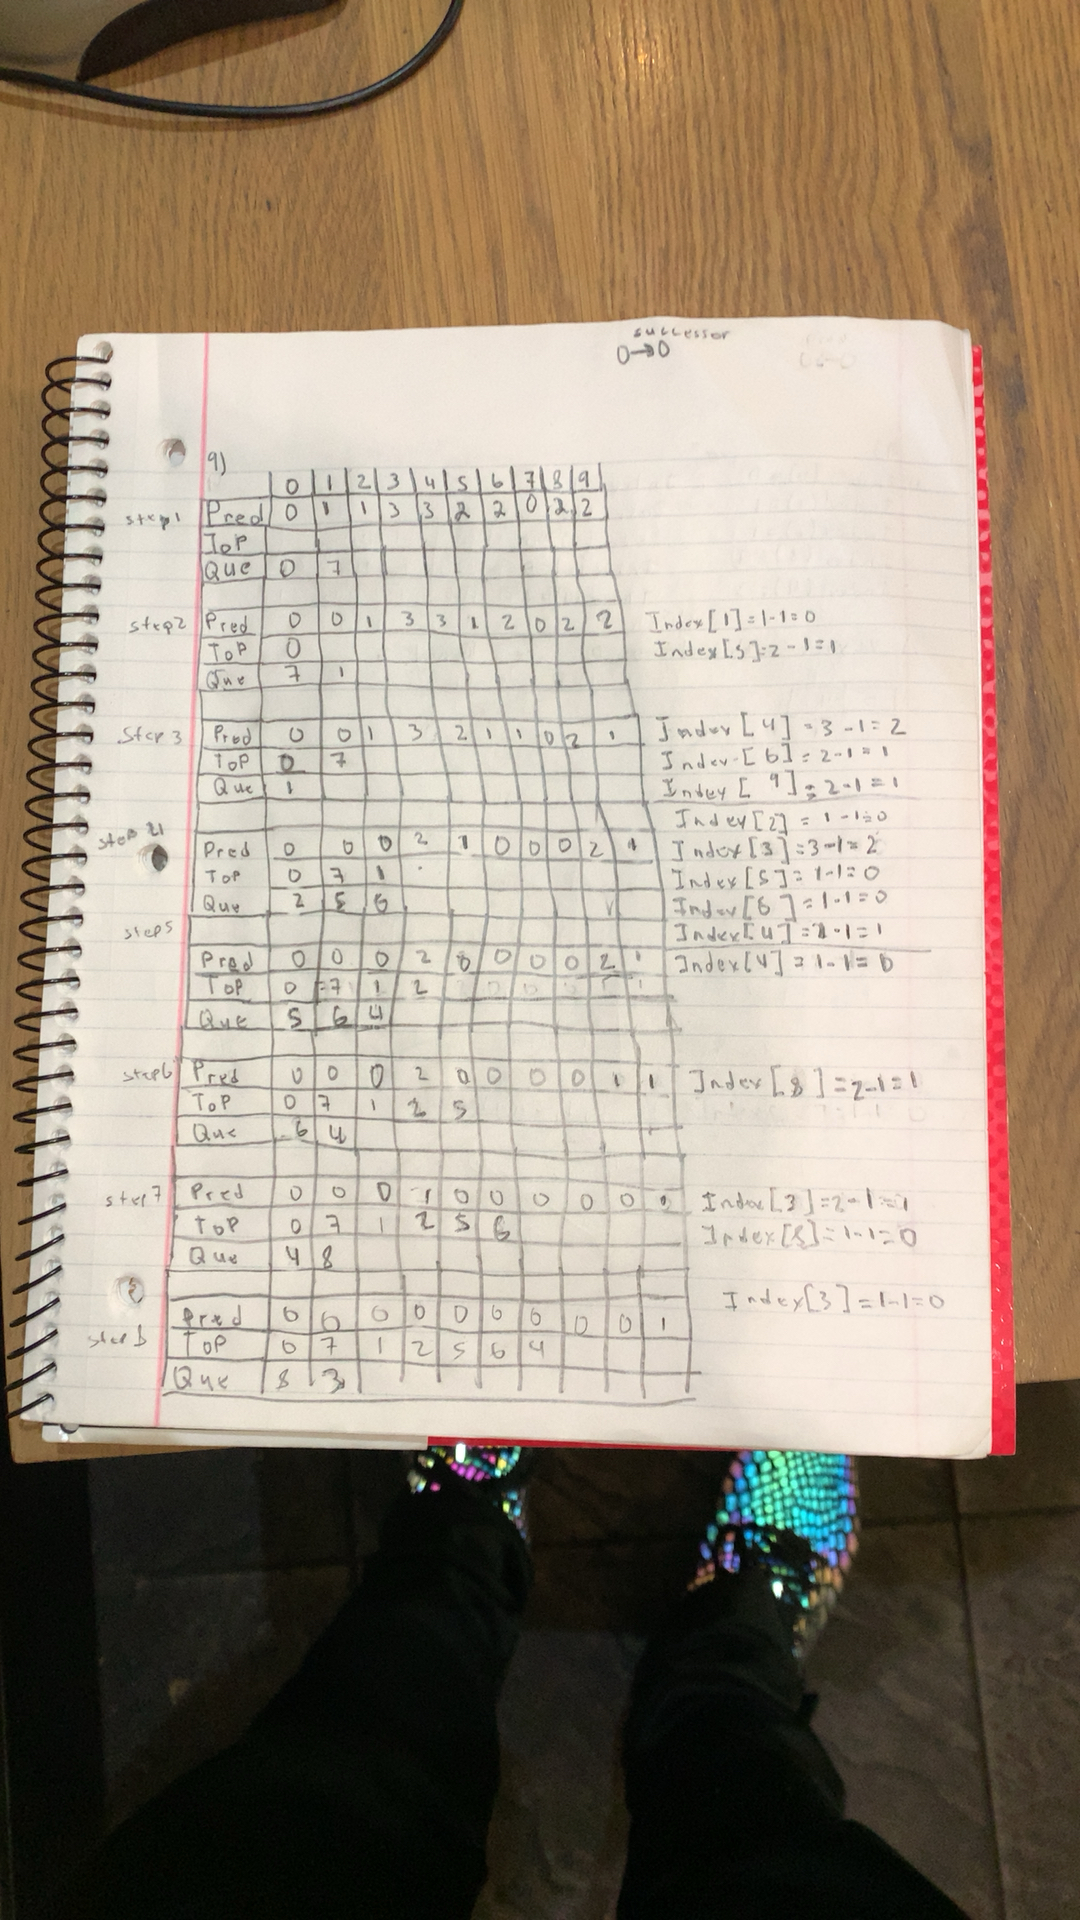 successor
0→0
9)
0 1 2 3 4 5 6 7 8 9
step1 Pred 0 1 1 3 3 2 2 0 2 2
ToP
Que 0 7
step2 Pred 0 0 1 3 3 1 2 0 2 2 Index[1]=1-1=0
ToP 0 Index[5]=2-1=1
Que 7 1
Step 3 Pred 0 0 1 3 2 1 1 0 2 1 Index[4]=3-1=2
ToP 0 7 Index[6]=2-1=1
Que 1 Index[9]=2-1=1
Index[2]=1-1=0
Pred 0 0 0 2 1 0 0 0 2 1 Index[3]=3-1=2
ToP 0 7 1 Index[5]=1-1=0
Que 2 5 6 Index[6]=1-1=0
step5 Index[4]=2-1=1
Pred 0 0 0 2 0 0 0 0 2 1 Index[4]=1-1=0
ToP 0 7 1 2
Que 5 6 4
step6 Pred 0 0 0 2 0 0 0 0 1 1 Index[8]=2-1=1
ToP 0 7 1 2 5
Que 6 4
step7 Pred 0 0 0 1 0 0 0 0 0 Index[3]=2-1=1
ToP 0 7 1 2 5 6 Index[8]=1-1=0
Que 4 8
Index[3]=1-1=0
Pred 0 0 0 0 0 0 0 0 0 1
ToP 0 7 1 2 5 6 4
Que 8 3